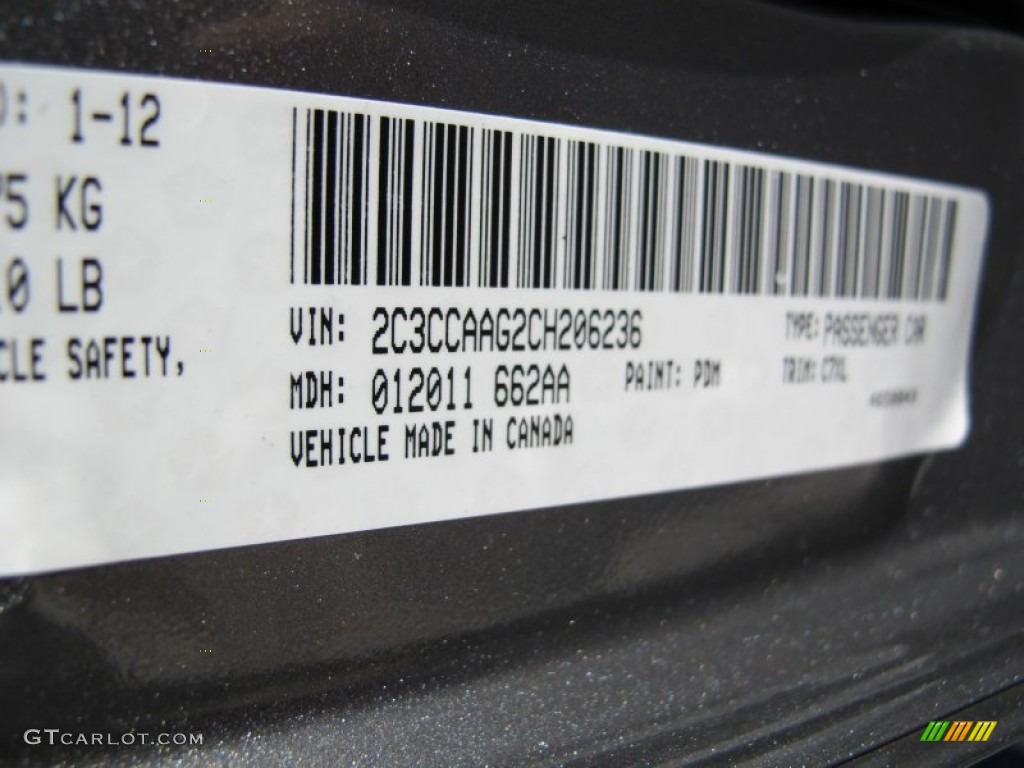 1-12
5 KG
0 LB
CLE SAFETY,
VIN: 2C3CCAAG2CH206236
TYPE: PASSENGER CAR
MDH: 012011 662AA
PAINT: PDM
TRIM: C7XL
VEHICLE MADE IN CANADA
GTCARLOT.COM